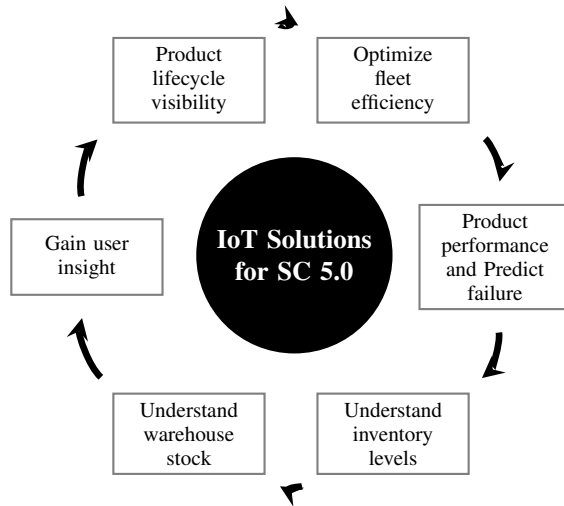 Product
lifecycle
visibility
Optimize
fleet
efficiency
Gain user
insight
IoT Solutions
for SC 5.0
Product
performance
and Predict
failure
Understand
warehouse
stock
Understand
inventory
levels